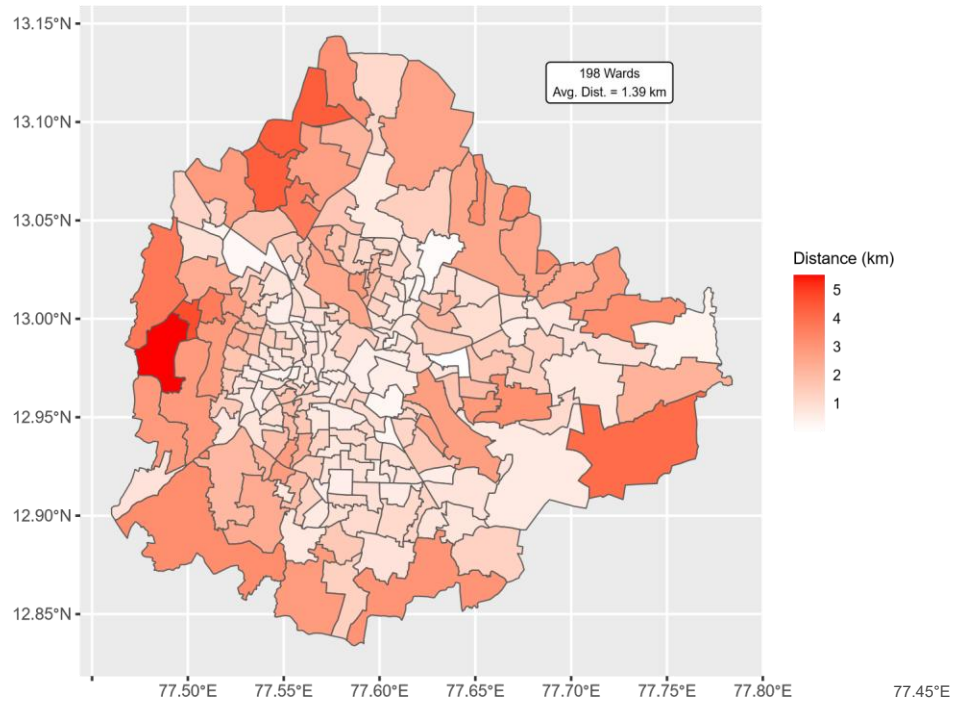 13.15°N
198 Wards
Avg. Dist. = 1.39 km
13.10°N
13.05°N
13.00°N
12.95°N
12.90°N
12.85°N
Distance (km)
5
4
3
2
1
77.50°E 77.55°E 77.60°E 77.65°E 77.70°E 77.75°E 77.80°E 77.45°E